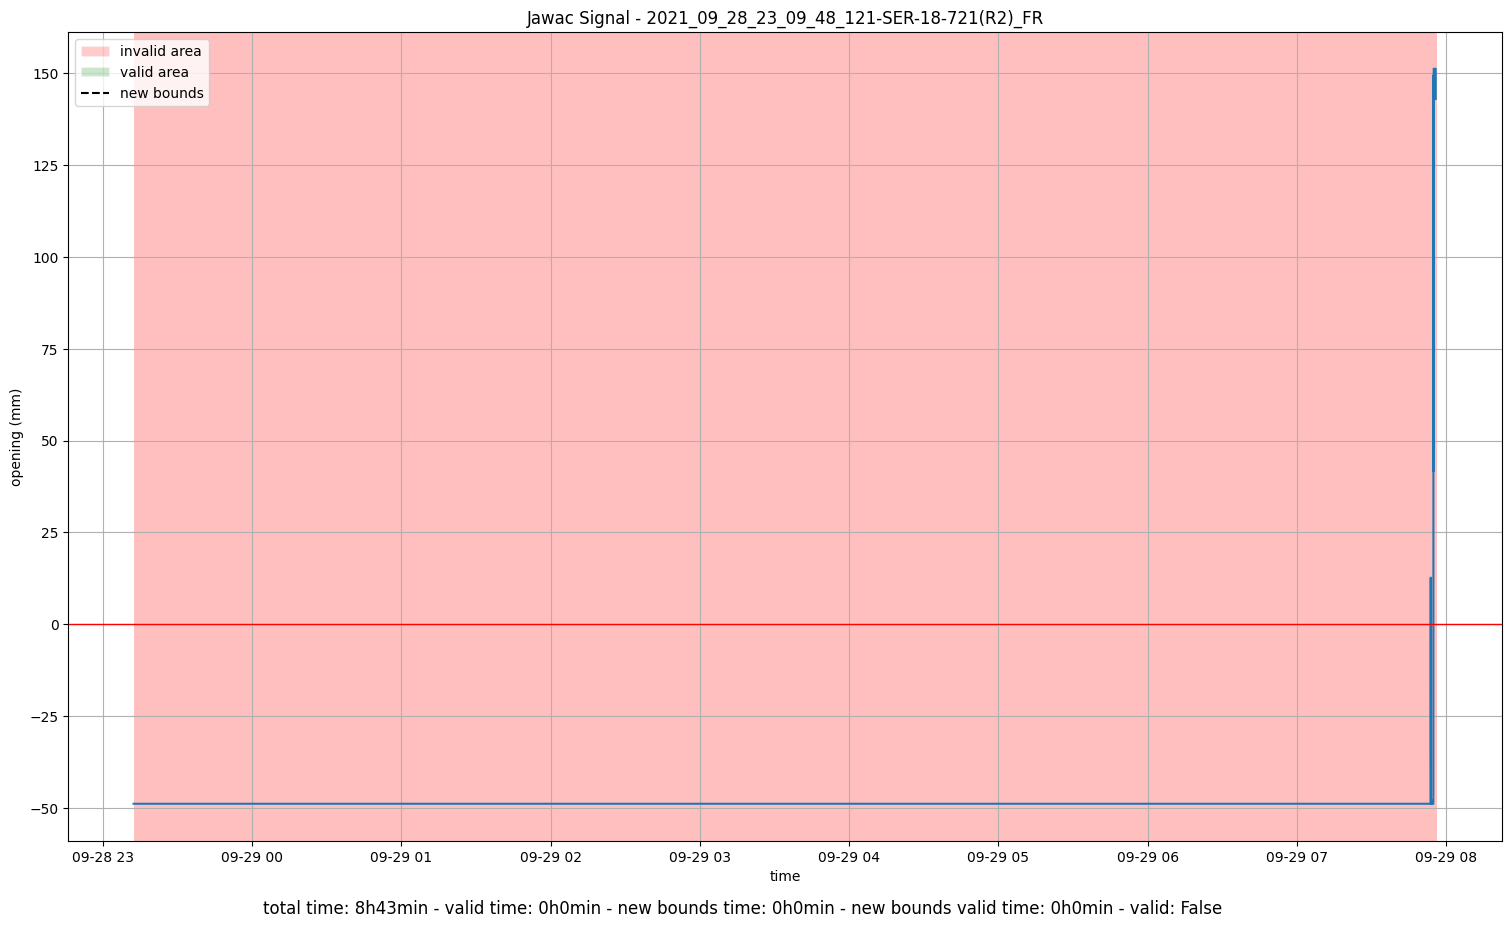 Jawac Signal - 2021_09_28_23_09_48_121-SER-18-721(R2)_FR
invalid area
valid area
new bounds
150
125
100
75
50
25
0
−25
−50
opening (mm)
09-28 23 09-29 00 09-29 01 09-29 02 09-29 03 09-29 04 09-29 05 09-29 06 09-29 07 09-29 08
time
total time: 8h43min - valid time: 0h0min - new bounds time: 0h0min - new bounds valid time: 0h0min - valid: False